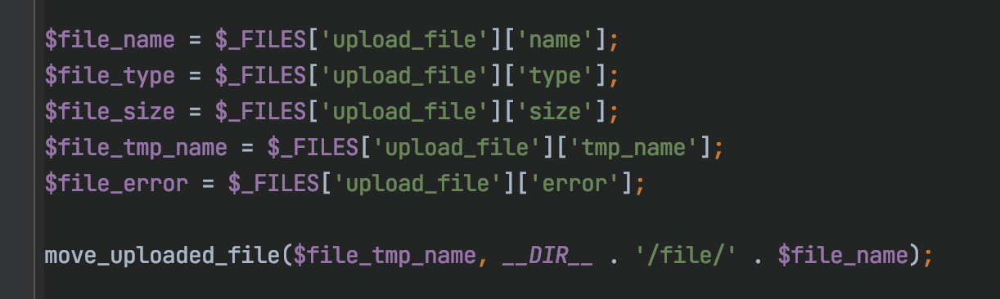 $file_name = $_FILES['upload_file']['name'];
$file_type = $_FILES['upload_file']['type'];
$file_size = $_FILES['upload_file']['size'];
$file_tmp_name = $_FILES['upload_file']['tmp_name'];
$file_error = $_FILES['upload_file']['error'];
move_uploaded_file($file_tmp_name, __DIR__ . '/file/' . $file_name);